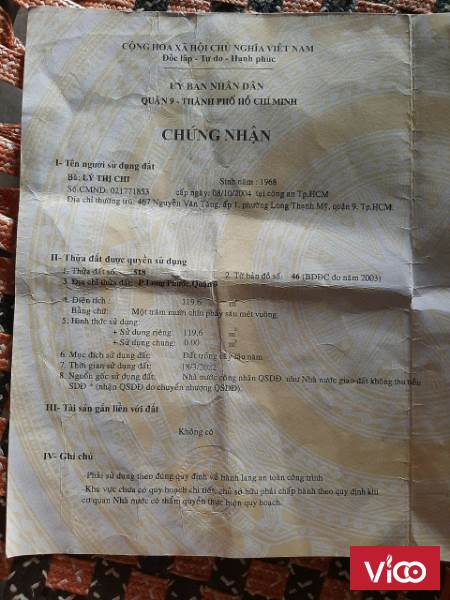 CỘNG HÒA XÃ HỘI CHỦ NGHĨA VIỆT NAM
Độc lập - Tự do - Hạnh phúc
ỦY BAN NHÂN DÂN
QUẬN 9 - THÀNH PHỐ HỒ CHÍ MINH
CHỨNG NHẬN
I- Tên người sử dụng đất
Bà: LÝ THỊ CHI Sinh năm : 1968
Số CMND: 021771853 cấp ngày: 08/10/2004 tại công an Tp.HCM
Địa chỉ thường trú: 467 Nguyễn Văn Tăng, ấp 1, phường Long Thạnh Mỹ, quận 9, Tp.HCM.
II- Thửa đất được quyền sử dụng
1. Thửa đất số: 518 2. Tờ bản đồ số: 46 (BĐĐC đo năm 2003)
3. Địa chỉ thửa đất: P.Long Phước, Quận 9
4. Diện tích : 119,6 m²
Bằng chữ: Một trăm mười chín phẩy sáu mét vuông.
5. Hình thức sử dụng
+ Sử dụng riêng: 119,6 m²
+ Sử dụng chung: 0.00 m²
6. Mục đích sử dụng đất: Đất trồng cây lâu năm
7. Thời gian sử dụng đất: 18/3/2022
8. Nguồn gốc sử dụng đất: Nhà nước công nhận QSDĐ như Nhà nước giao đất không thu tiền
SDĐ * (nhận QSDĐ do chuyển nhượng QSDĐ).
III- Tài sản gắn liền với đất
Không có
IV- Ghi chú
Phải sử dụng theo đúng quy định về hành lang an toàn công trình
Khu vực chưa có quy hoạch chi tiết, chủ sở hữu phải chấp hành theo quy định khi
cơ quan Nhà nước có thẩm quyền thực hiện quy hoạch.
ViCO